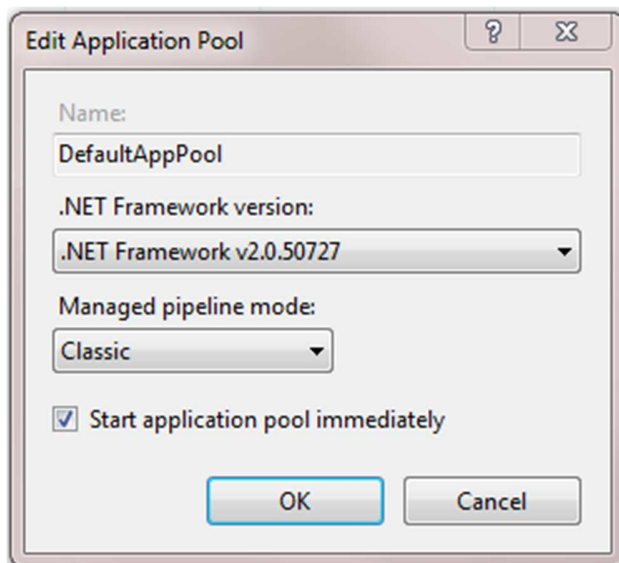 Edit Application Pool
Name:
DefaultAppPool
.NET Framework version:
.NET Framework v2.0.50727
Managed pipeline mode:
Classic
Start application pool immediately
OK
Cancel